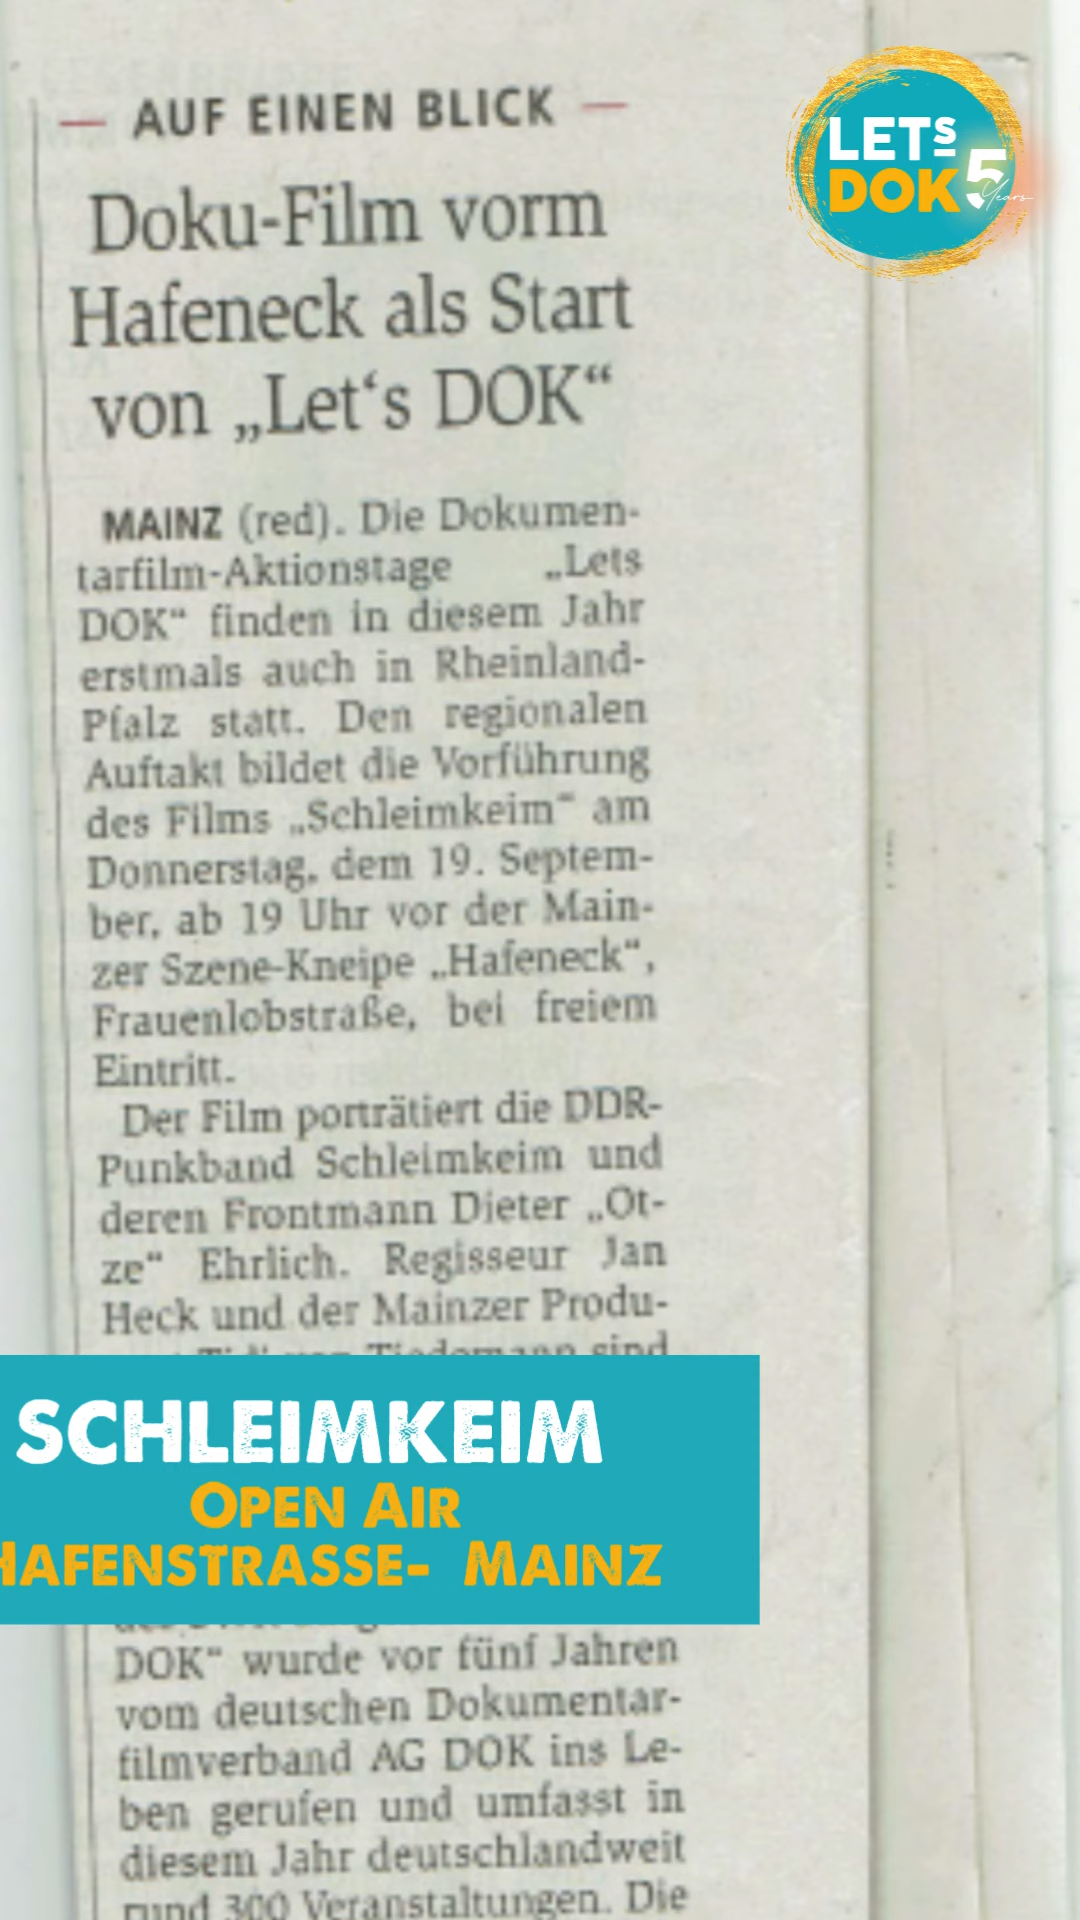 AUF EINEN BLICK
LETs
DOK 5
Years
Doku-Film vorm
Hafeneck als Start
von „Let‘s DOK“
MAINZ (red). Die Dokumen-
tarfilm-Aktionstage „Lets
DOK“ finden in diesem Jahr
erstmals auch in Rheinland-
Pfalz statt. Den regionalen
Auftakt bildet die Vorführung
des Films „Schleimkeim“ am
Donnerstag, dem 19. Septem-
ber, ab 19 Uhr vor der Main-
zer Szene-Kneipe „Hafeneck“,
Frauenlobstraße, bei freiem
Eintritt.
Der Film porträtiert die DDR-
Punkband Schleimkeim und
deren Frontmann Dieter „Ot-
ze“ Ehrlich. Regisseur Jan
Heck und der Mainzer Produ-
von Tiedemann sind
SCHLEIMKEIM
OPEN AIR
HAFENSTRASSE- MAINZ
DOK“ wurde vor fünf Jahren
vom deutschen Dokumentar-
filmverband AG DOK ins Le-
ben gerufen und umfasst in
diesem Jahr deutschlandweit
rund 300 Veranstaltungen. Die